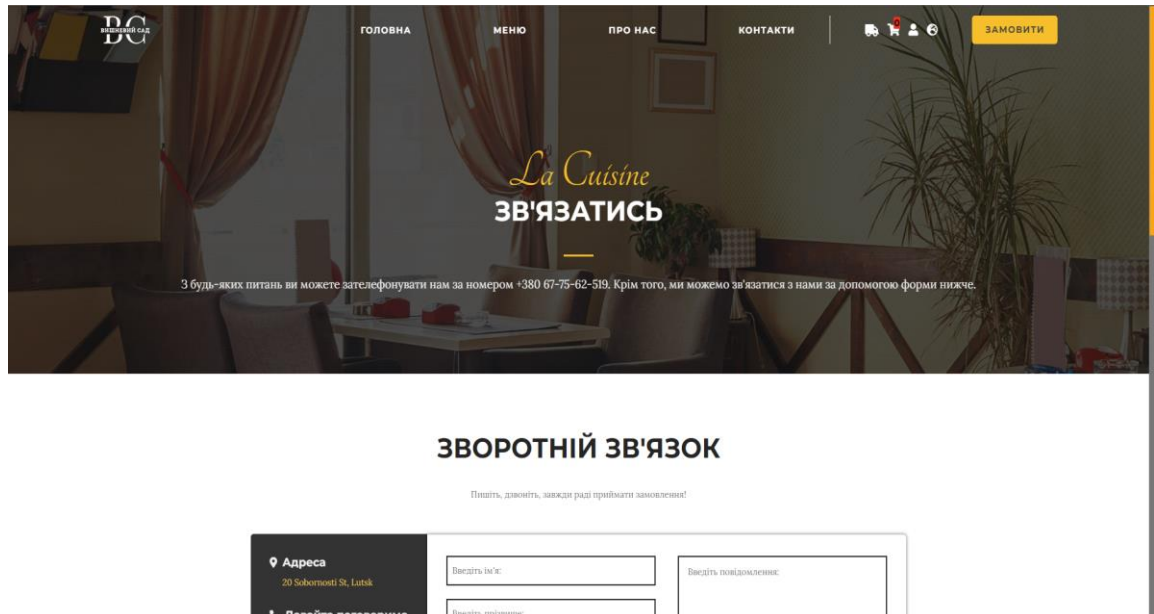 ВС
ВИШНЕВИЙ САД
ГОЛОВНА
МЕНЮ
ПРО НАС
КОНТАКТИ
0
ЗАМОВИТИ
La Cuisine
ЗВ'ЯЗАТИСЬ
З будь-яких питань ви можете зателефонувати нам за номером +380 67-75-62-519. Крім того, ми можемо зв'язатися з нами за допомогою форми нижче.
ЗВОРОТНІЙ ЗВ'ЯЗОК
Пишіть, дзвоніть, завжди раді приймати замовлення!
Адреса
20 Sobornosti St, Lutsk
Введіть ім'я:
Введіть повідомлення: